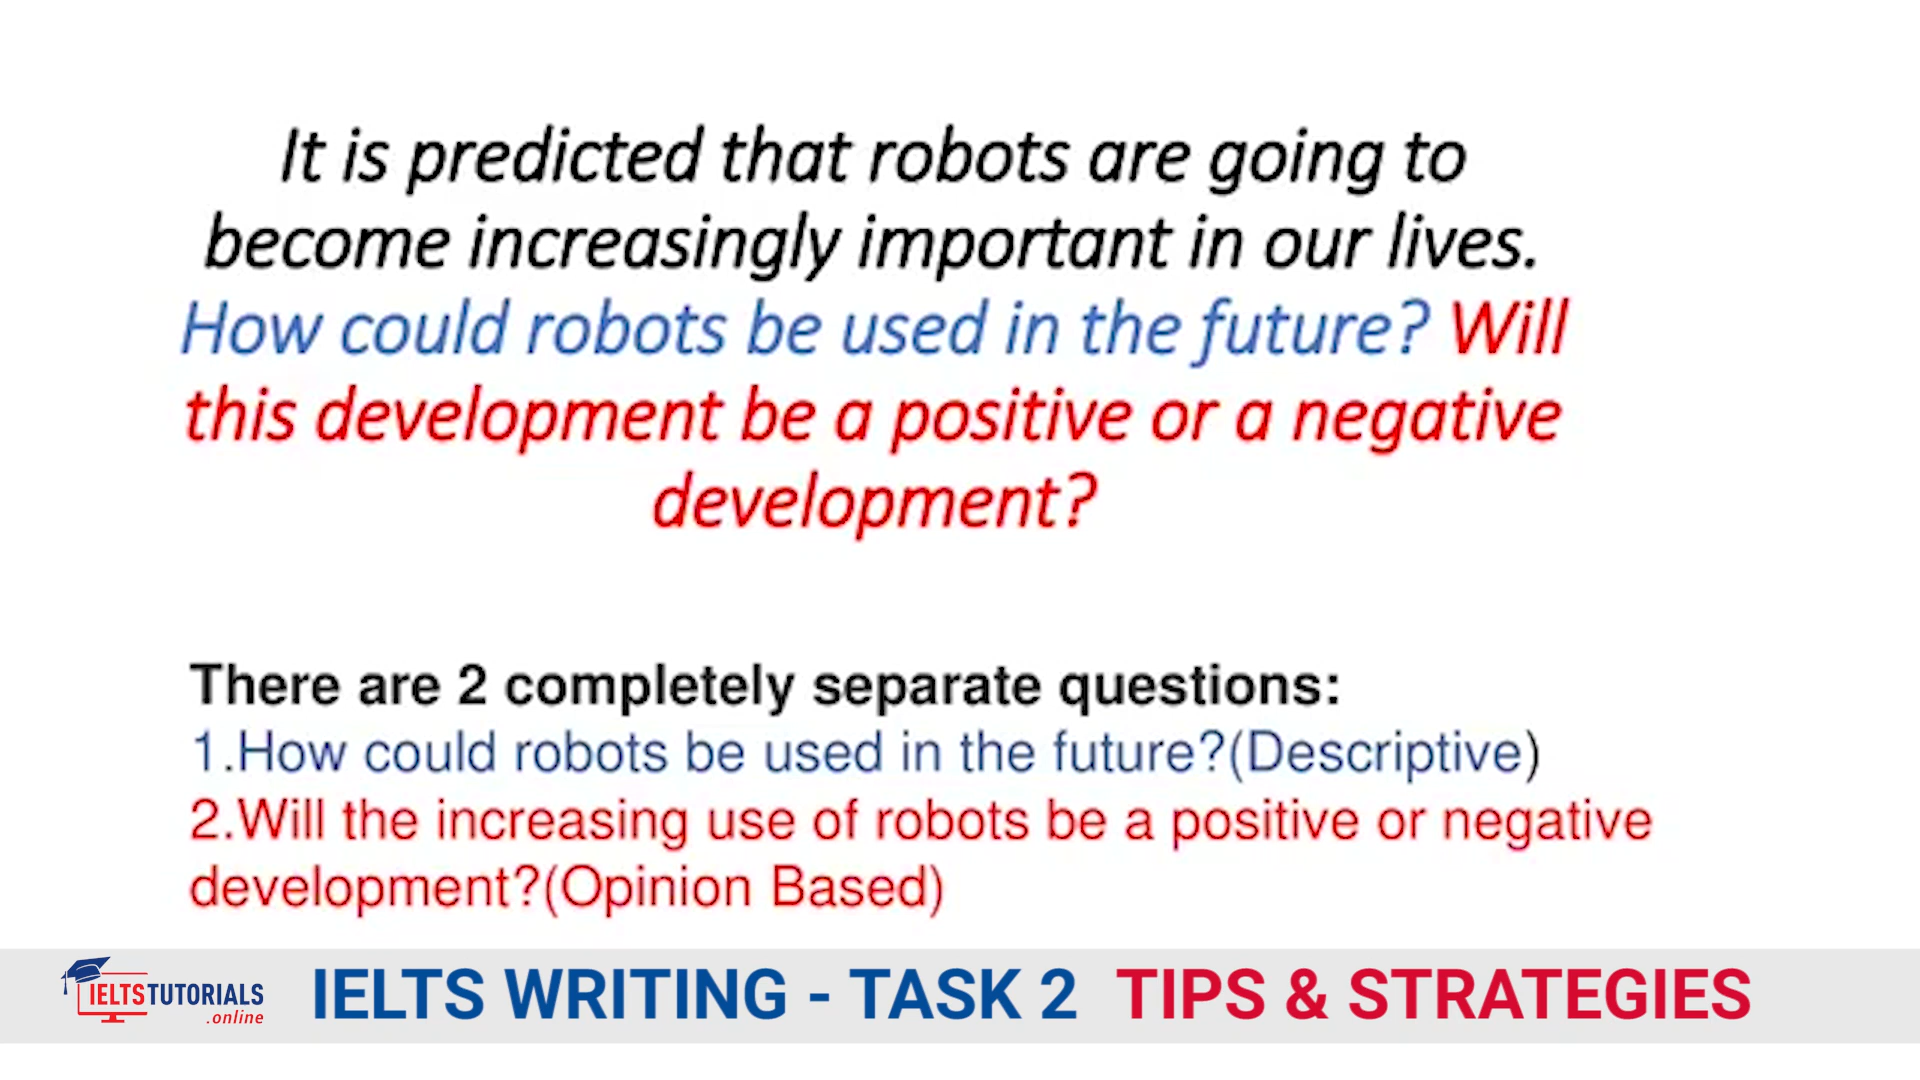 It is predicted that robots are going to
become increasingly important in our lives.
How could robots be used in the future? Will
this development be a positive or a negative
development?
There are 2 completely separate questions:
1.How could robots be used in the future?(Descriptive)
2.Will the increasing use of robots be a positive or negative
development?(Opinion Based)
IELTSTUTORIALS
.online
IELTS WRITING - TASK 2 TIPS & STRATEGIES